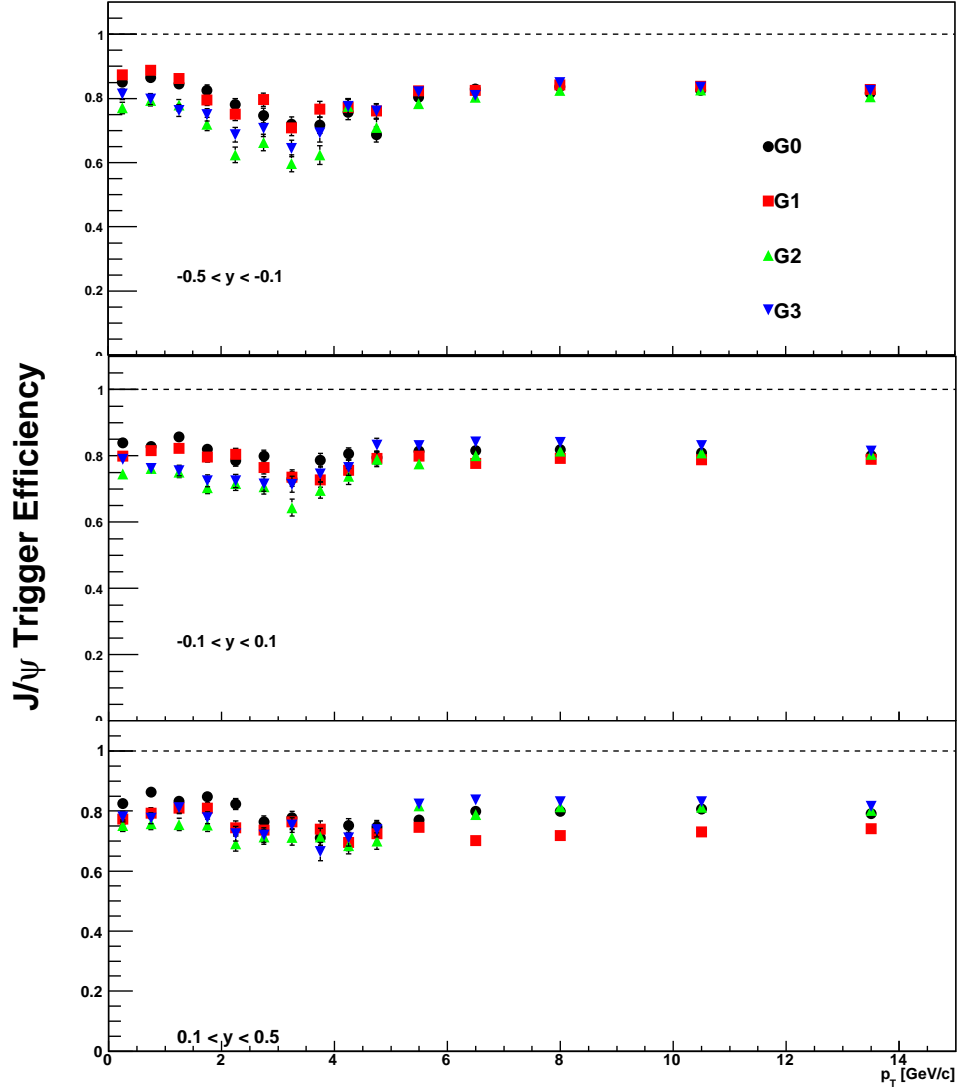 J/ψ Trigger Efficiency
1
0.8
0.6
0.4
0.2
0
-0.5 < y < -0.1
G0
G1
G2
G3
1
0.8
0.6
0.4
0.2
0
-0.1 < y < 0.1
1
0.8
0.6
0.4
0.2
0
0.1 < y < 0.5
0 2 4 6 8 10 12 14
p_T [GeV/c]